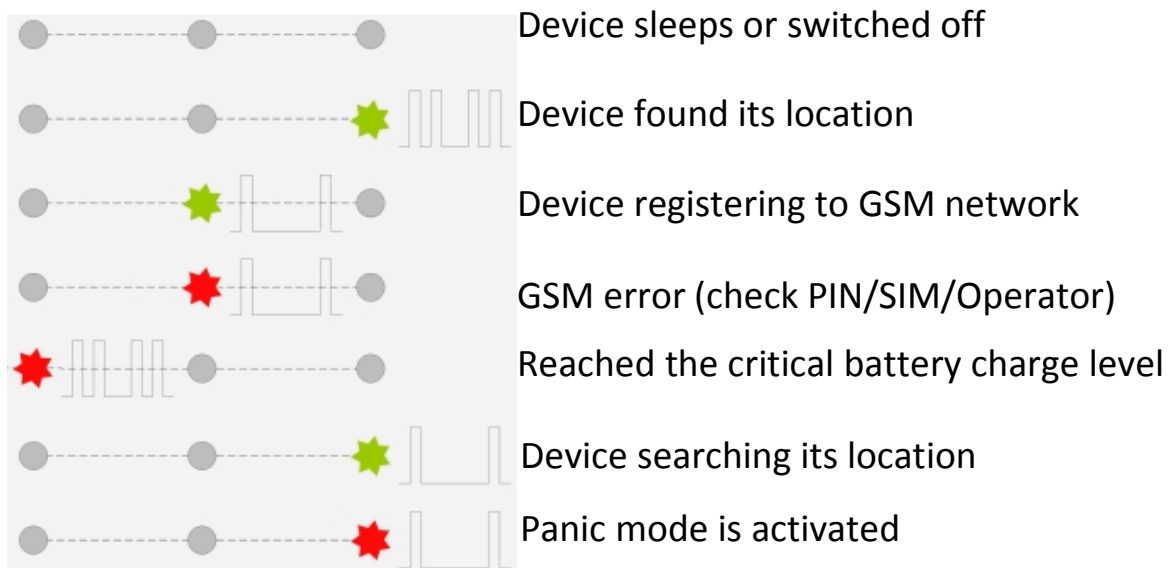 Device sleeps or switched off
Device found its location
Device registering to GSM network
GSM error (check PIN/SIM/Operator)
Reached the critical battery charge level
Device searching its location
Panic mode is activated